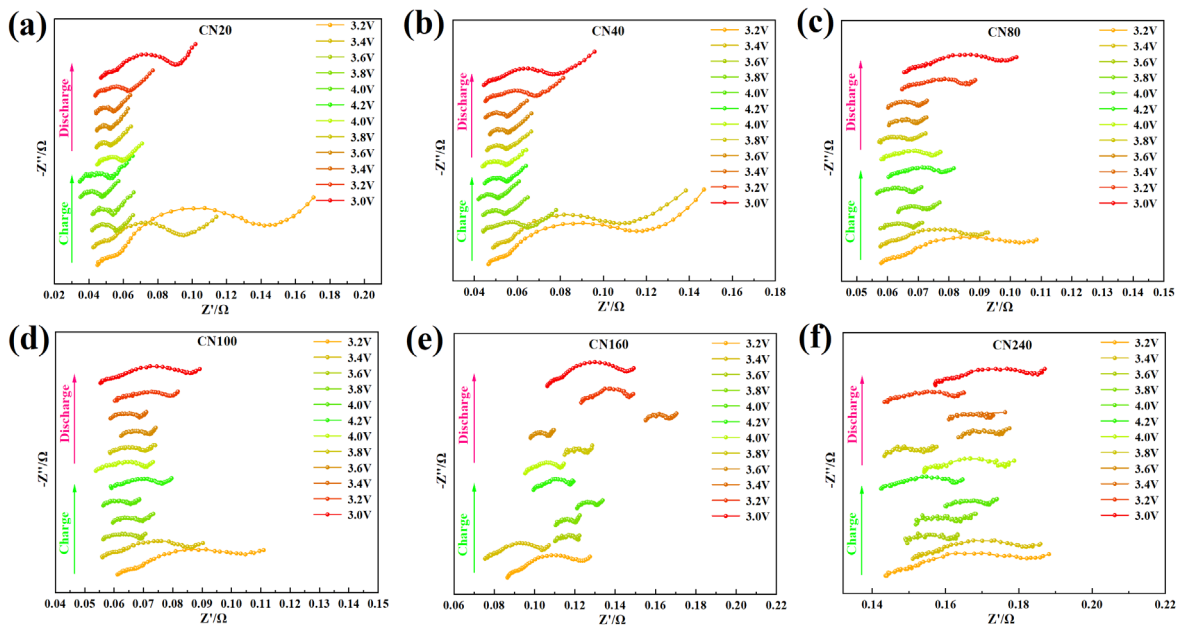 (a)
CN20
-Z''/Ω
Discharge
Charge
3.2V
3.4V
3.6V
3.8V
4.0V
4.2V
4.0V
3.8V
3.6V
3.4V
3.2V
3.0V
0.02 0.04 0.06 0.08 0.10 0.12 0.14 0.16 0.18 0.20
Z'/Ω
(b)
CN40
-Z''/Ω
Discharge
Charge
3.2V
3.4V
3.6V
3.8V
4.0V
4.2V
4.0V
3.8V
3.6V
3.4V
3.2V
3.0V
0.04 0.06 0.08 0.10 0.12 0.14 0.16 0.18
Z'/Ω
(c)
CN80
-Z''/Ω
Discharge
Charge
3.2V
3.4V
3.6V
3.8V
4.0V
4.2V
4.0V
3.8V
3.6V
3.4V
3.2V
3.0V
0.05 0.06 0.07 0.08 0.09 0.10 0.11 0.12 0.13 0.14 0.15
Z'/Ω
(d)
CN100
-Z''/Ω
Discharge
Charge
3.2V
3.4V
3.6V
3.8V
4.0V
4.2V
4.0V
3.8V
3.6V
3.4V
3.2V
3.0V
0.05 0.06 0.07 0.08 0.09 0.10 0.11 0.12 0.13 0.14 0.15
Z'/Ω
(e)
CN160
-Z''/Ω
Discharge
Charge
3.2V
3.4V
3.6V
3.8V
4.0V
4.2V
4.0V
3.8V
3.6V
3.4V
3.2V
3.0V
0.06 0.08 0.10 0.12 0.14 0.16 0.18 0.20 0.22
Z'/Ω
(f)
CN240
-Z''/Ω
Discharge
Charge
3.2V
3.4V
3.6V
3.8V
4.0V
4.2V
4.0V
3.8V
3.6V
3.4V
3.2V
3.0V
0.14 0.16 0.18 0.20 0.22
Z'/Ω